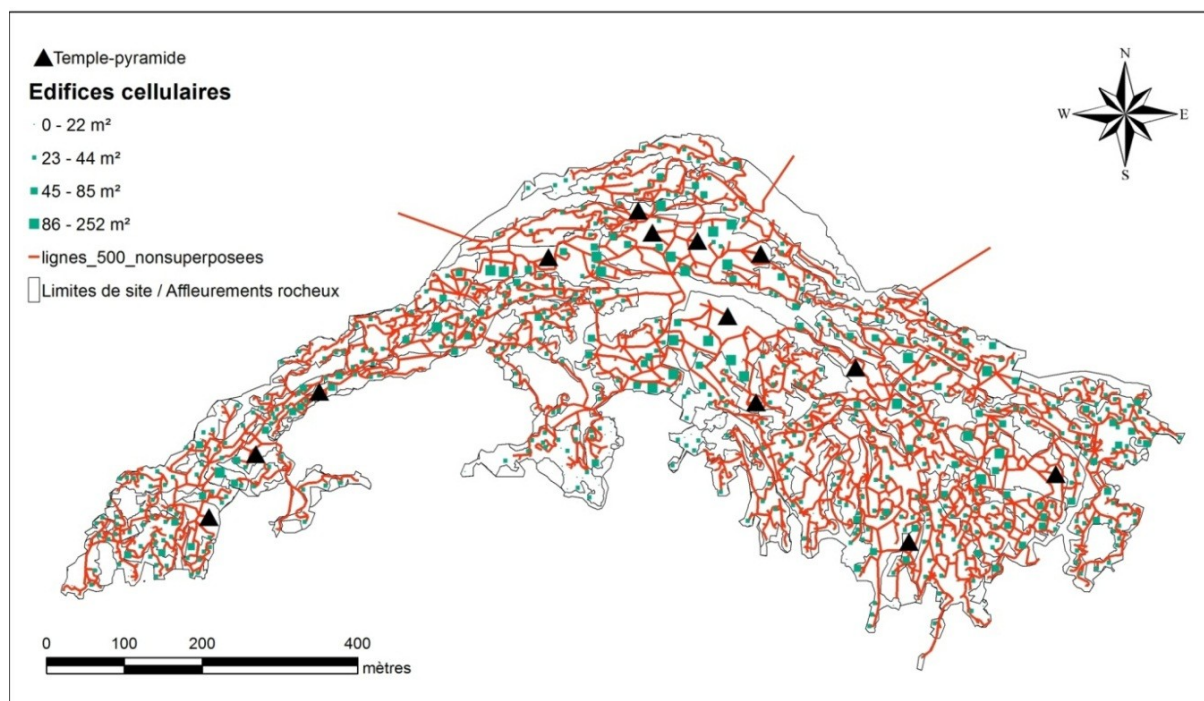 Temple-pyramide
Edifices cellulaires
0 - 22 m²
23 - 44 m²
45 - 85 m²
86 - 252 m²
lignes_500_nonsuperposees
Limites de site / Affleurements rocheux
N
W E
S
0 100 200 400
mètres